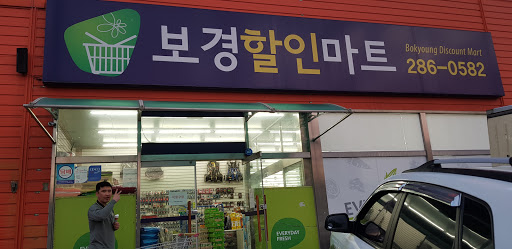 보경할인마트
Bokyoung Discount Mart
286-0582
EVERYDAY
FRESH